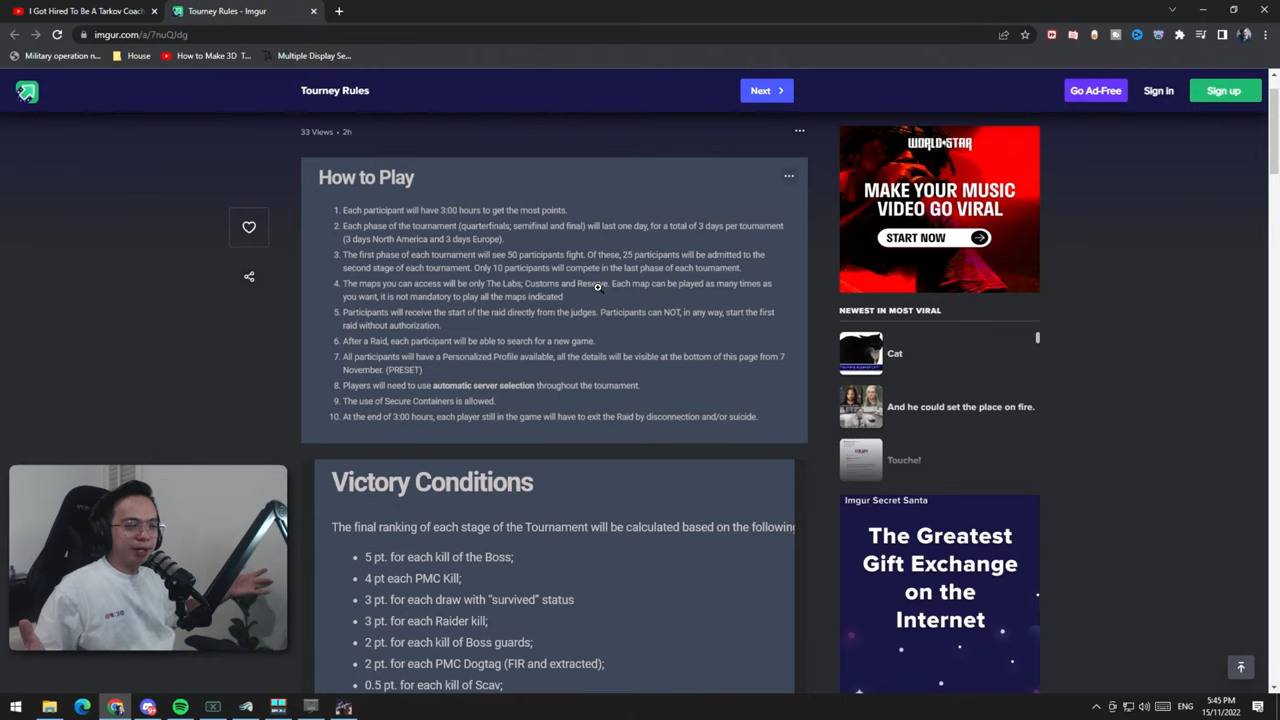 I Got Hired To Be A Tarkov Coach
Tourney Rules - Imgur
imgur.com/a/7nuQJdg
Military operation n...
House
How to Make 3D T...
Multiple Display Se...
Tourney Rules
Next
Go Ad-Free
Sign in
Sign up
33 Views • 2h
How to Play
1. Each participant will have 3:00 hours to get the most points.
2. Each phase of the tournament (quarterfinals; semifinal and final) will last one day, for a total of 3 days per tournament
(3 days North America and 3 days Europe).
3. The first phase of each tournament will see 50 participants fight. Of these, 25 participants will be admitted to the
second stage of each tournament. Only 10 participants will compete in the last phase of each tournament.
4. The maps you can access will be only The Labs; Customs and Reserve. Each map can be played as many times as
you want, it is not mandatory to play all the maps indicated
5. Participants will receive the start of the raid directly from the judges. Participants can NOT, in any way, start the first
raid without authorization.
6. After a Raid, each participant will be able to search for a new game.
7. All participants will have a Personalized Profile available, all the details will be visible at the bottom of this page from 7
November. (PRESET)
8. Players will need to use automatic server selection throughout the tournament.
9. The use of Secure Containers is allowed.
10. At the end of 3:00 hours, each player still in the game will have to exit the Raid by disconnection and/or suicide.
Victory Conditions
The final ranking of each stage of the Tournament will be calculated based on the following
• 5 pt. for each kill of the Boss;
• 4 pt each PMC Kill;
• 3 pt. for each draw with “survived” status
• 3 pt. for each Raider kill;
• 2 pt. for each kill of Boss guards;
• 2 pt. for each PMC Dogtag (FIR and extracted);
• 0.5 pt. for each kill of Scav;
WORLD★STAR
MAKE YOUR MUSIC
VIDEO GO VIRAL
START NOW
NEWEST IN MOST VIRAL
Cat
And he could set the place on fire.
Touche!
Imgur Secret Santa
The Greatest
Gift Exchange
on the
Internet
ENG
5:45 PM
15/11/2022